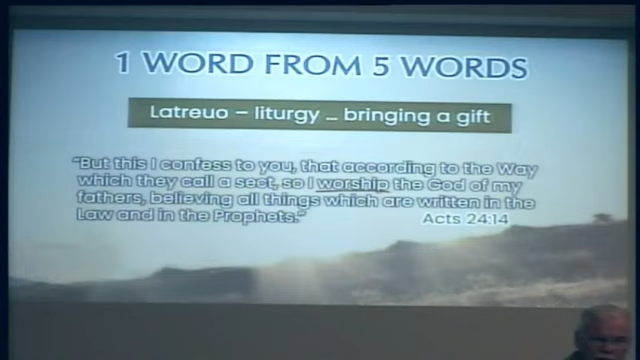 1 WORD FROM 5 WORDS
Latreuo – liturgy ... bringing a gift
"But this I confess to you, that according to the Way
which they call a sect, so I worship the God of my
fathers, believing all things which are written in the
Law and in the Prophets."
Acts 24:14